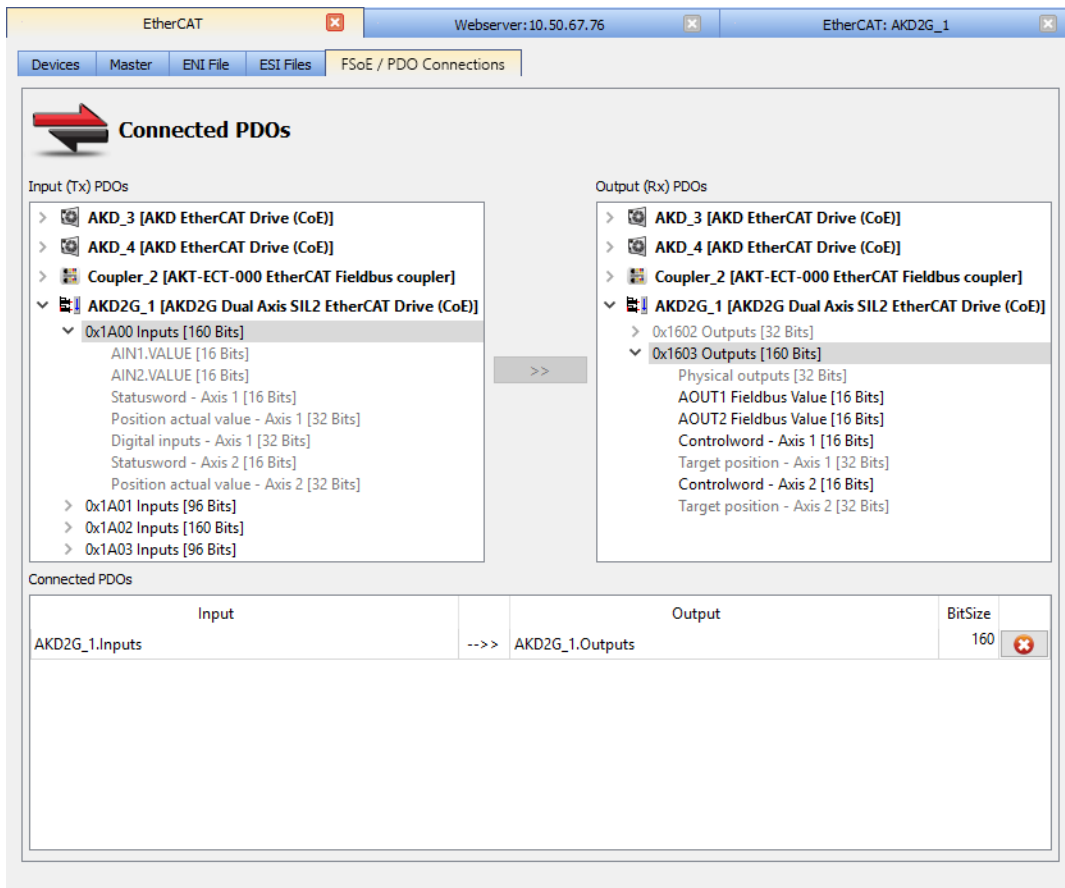 EtherCAT
Webserver:10.50.67.76
EtherCAT: AKD2G_1
Devices
Master
ENI File
ESI Files
FSoE / PDO Connections
Connected PDOs
Input (Tx) PDOs
AKD_3 [AKD EtherCAT Drive (CoE)]
AKD_4 [AKD EtherCAT Drive (CoE)]
Coupler_2 [AKT-ECT-000 EtherCAT Fieldbus coupler]
AKD2G_1 [AKD2G Dual Axis SIL2 EtherCAT Drive (CoE)]
0x1A00 Inputs [160 Bits]
AIN1.VALUE [16 Bits]
AIN2.VALUE [16 Bits]
Statusword - Axis 1 [16 Bits]
Position actual value - Axis 1 [32 Bits]
Digital inputs - Axis 1 [32 Bits]
Statusword - Axis 2 [16 Bits]
Position actual value - Axis 2 [32 Bits]
0x1A01 Inputs [96 Bits]
0x1A02 Inputs [160 Bits]
0x1A03 Inputs [96 Bits]
>>
Output (Rx) PDOs
AKD_3 [AKD EtherCAT Drive (CoE)]
AKD_4 [AKD EtherCAT Drive (CoE)]
Coupler_2 [AKT-ECT-000 EtherCAT Fieldbus coupler]
AKD2G_1 [AKD2G Dual Axis SIL2 EtherCAT Drive (CoE)]
0x1602 Outputs [32 Bits]
0x1603 Outputs [160 Bits]
Physical outputs [32 Bits]
AOUT1 Fieldbus Value [16 Bits]
AOUT2 Fieldbus Value [16 Bits]
Controlword - Axis 1 [16 Bits]
Target position - Axis 1 [32 Bits]
Controlword - Axis 2 [16 Bits]
Target position - Axis 2 [32 Bits]
Connected PDOs
Input Output BitSize
AKD2G_1.Inputs -->> AKD2G_1.Outputs 160